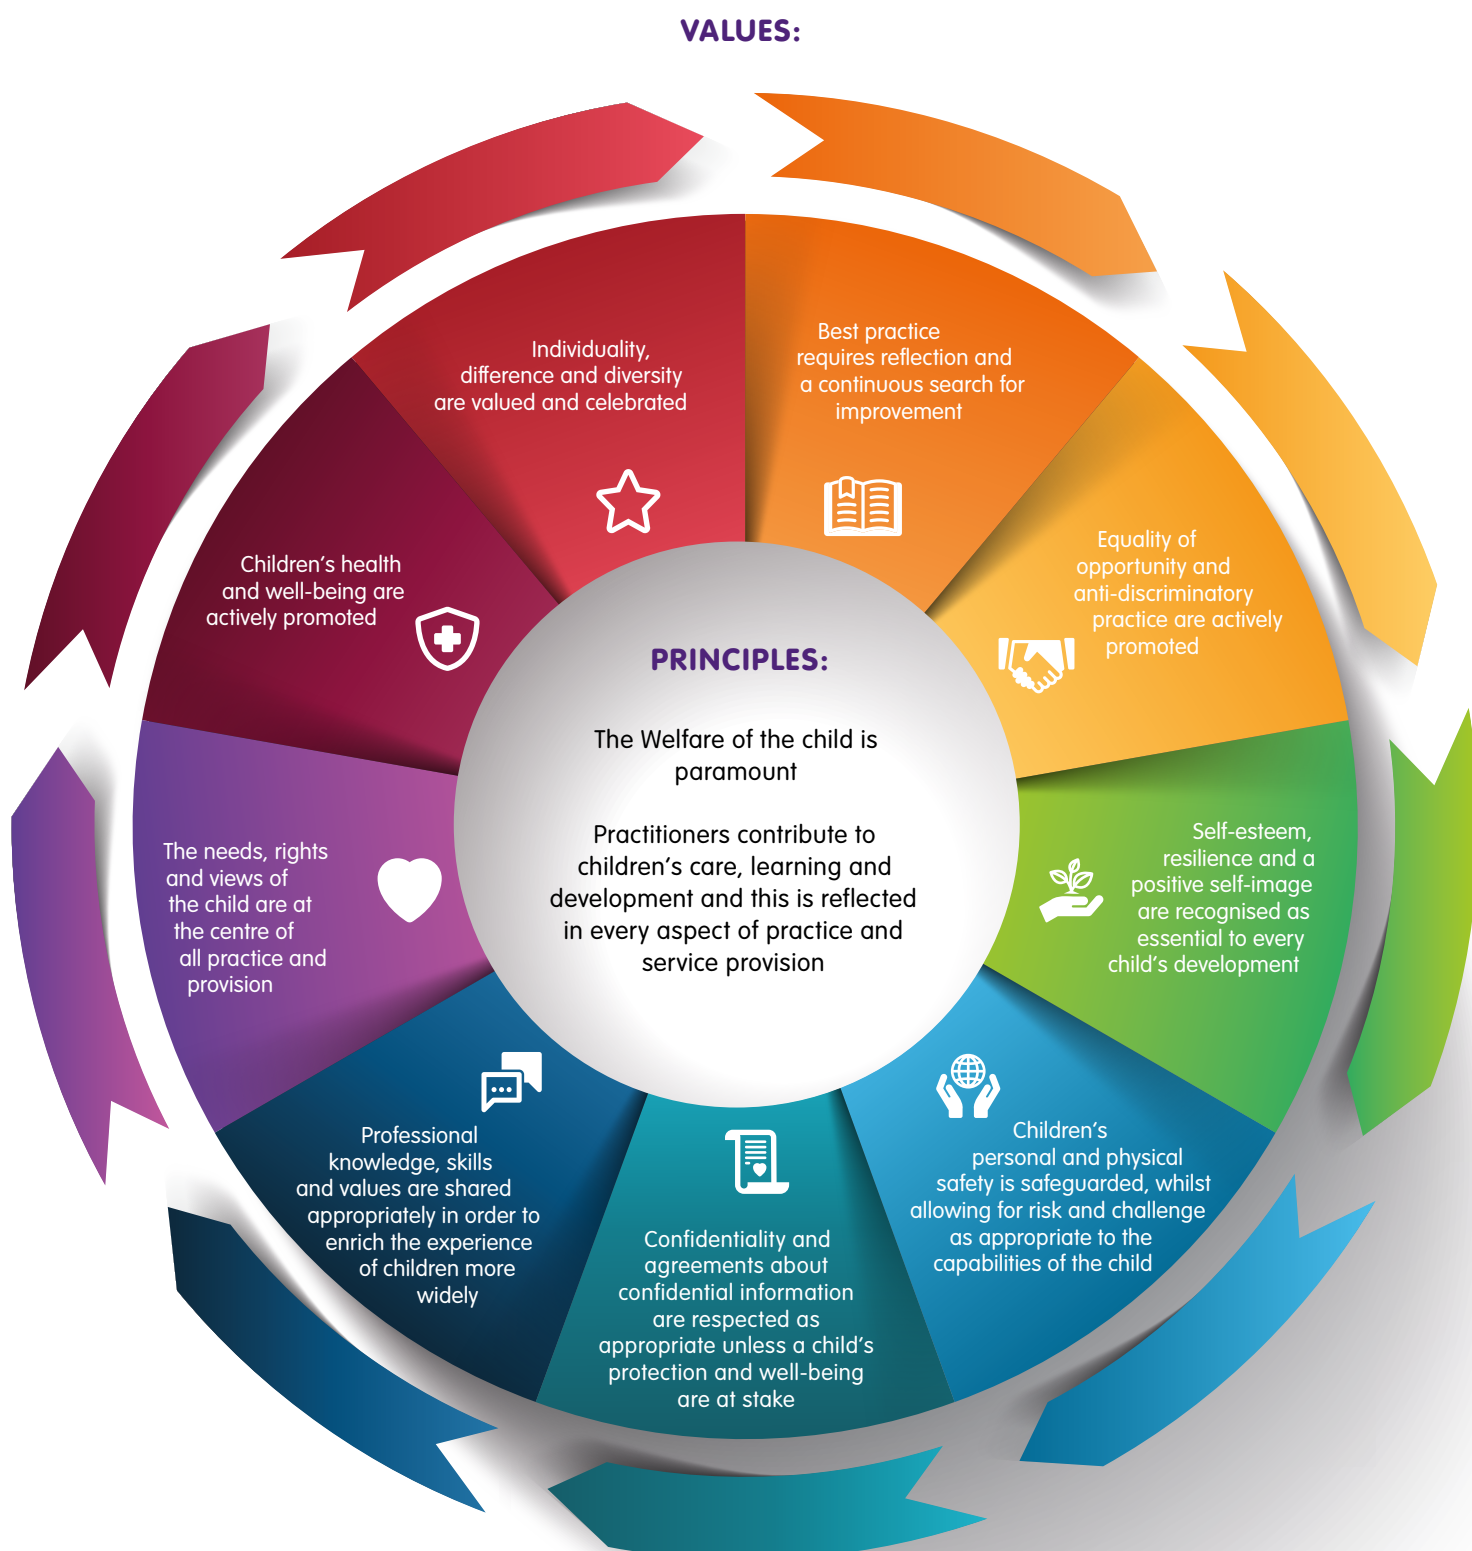 VALUES:
Individuality,
difference and diversity
are valued and celebrated
Best practice
requires reflection and
a continuous search for
improvement
Equality of
opportunity and
anti-discriminatory
practice are actively
promoted
Self-esteem,
resilience and a
positive self-image
are recognised as
essential to every
child's development
Children's
personal and physical
safety is safeguarded, whilst
allowing for risk and challenge
as appropriate to the
capabilities of the child
Confidentiality and
agreements about
confidential information
are respected as
appropriate unless a child's
protection and well-being
are at stake
Professional
knowledge, skills
and values are shared
appropriately in order to
enrich the experience
of children more
widely
The needs, rights
and views of
the child are at
the centre of
all practice and
provision
Children's health
and well-being are
actively promoted
PRINCIPLES:
The Welfare of the child is
paramount
Practitioners contribute to
children's care, learning and
development and this is reflected
in every aspect of practice and
service provision